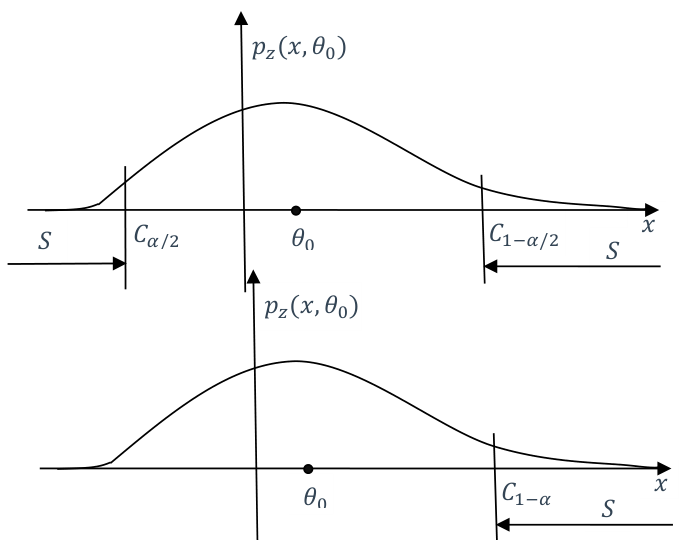 p_z(x, θ_0)
S
C_{α/2}
θ_0
C_{1−α/2}
x
S
p_z(x, θ_0)
θ_0
C_{1−α}
x
S